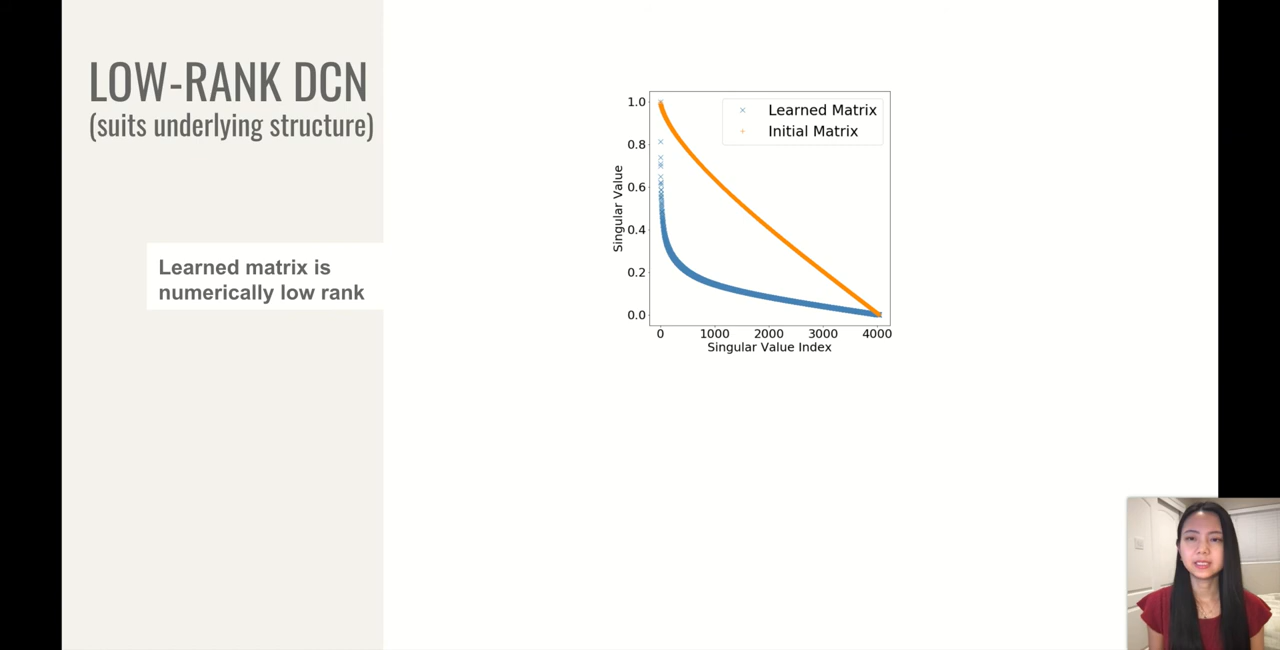 LOW-RANK DCN
(suits underlying structure)
Learned matrix is
numerically low rank
Learned Matrix
Initial Matrix
Singular Value
1.0
0.8
0.6
0.4
0.2
0.0
0 1000 2000 3000 4000
Singular Value Index